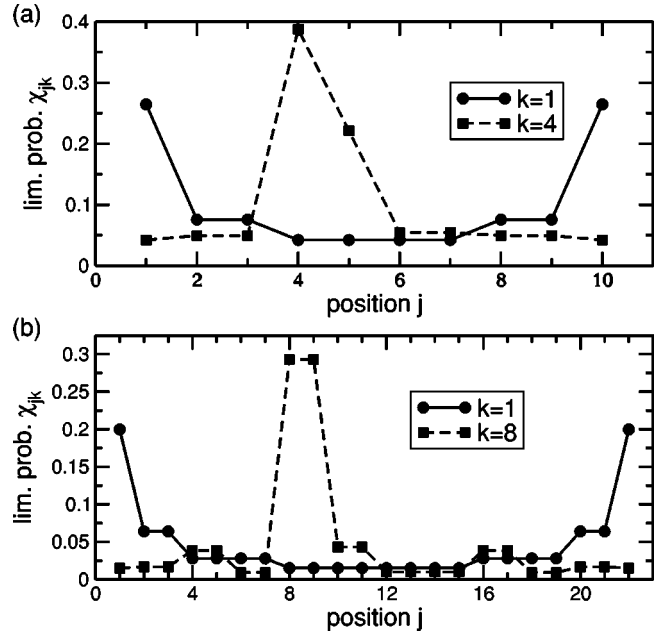 (a)
0.4
0.3
0.2
0.1
0
lim. prob. χjk
k=1
k=4
0 2 4 6 8 10
position j
(b)
0.3
0.25
0.2
0.15
0.1
0.05
0
lim. prob. χjk
k=1
k=8
0 4 8 12 16 20
position j